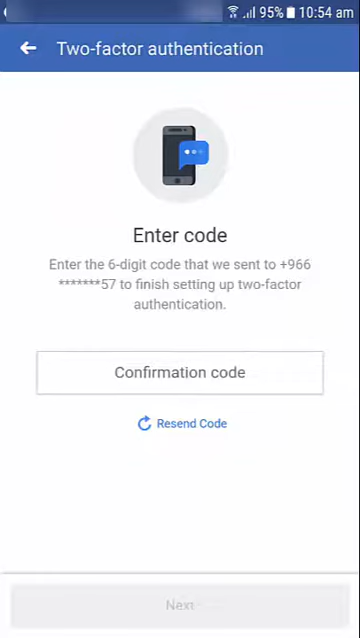 95% 10:54 am
Two-factor authentication
Enter code
Enter the 6-digit code that we sent to +966
*******57 to finish setting up two-factor
authentication.
Confirmation code
Resend Code
Next